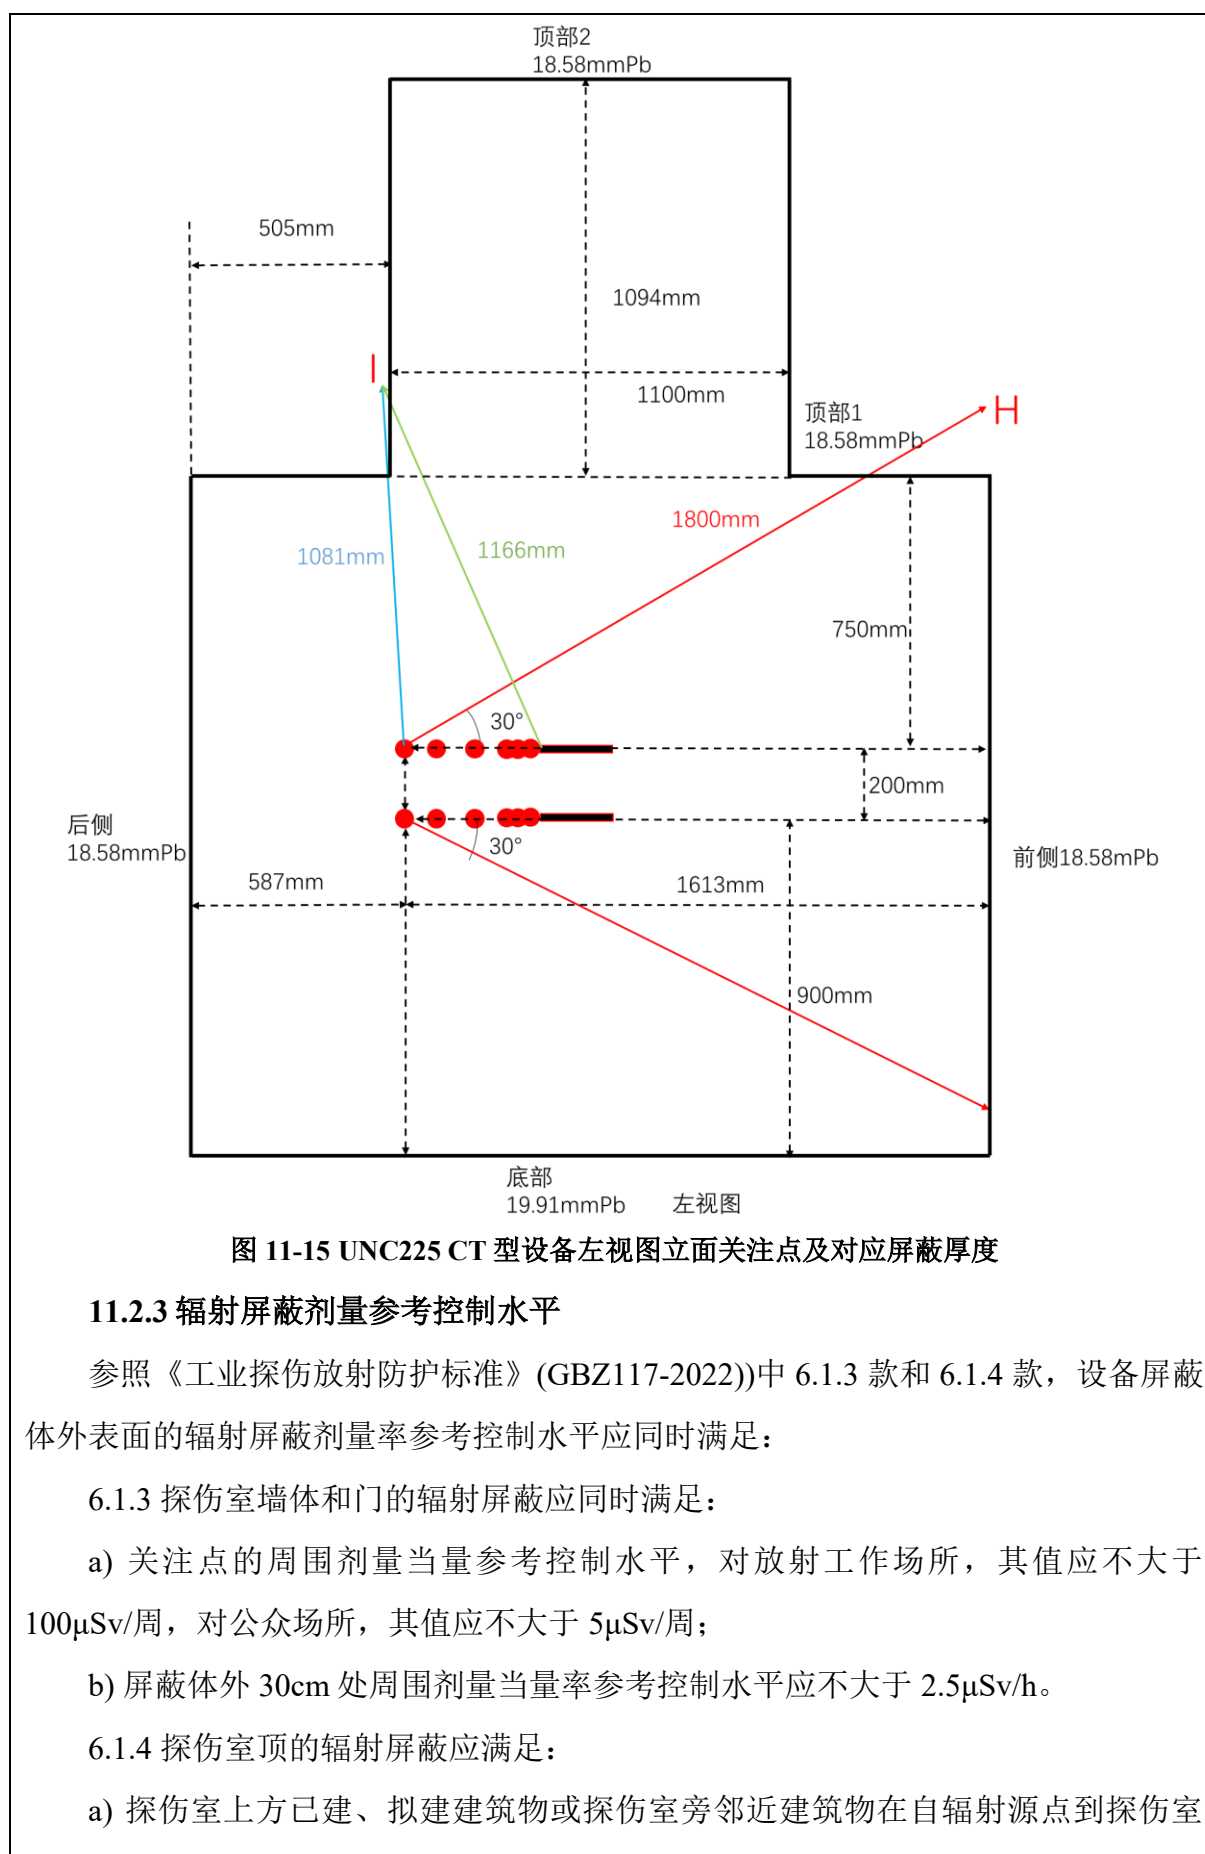 顶部2
18.58mmPb
505mm
1094mm
I
1100mm
H
顶部1
18.58mmPb
1800mm
1081mm
1166mm
750mm
30°
200mm
后侧
18.58mmPb
30°
前侧18.58mPb
587mm
1613mm
900mm
底部
19.91mmPb
左视图
图 11-15 UNC225 CT 型设备左视图立面关注点及对应屏蔽厚度
11.2.3 辐射屏蔽剂量参考控制水平
参照《工业探伤放射防护标准》(GBZ117-2022))中 6.1.3 款和 6.1.4 款，设备屏蔽
体外表面的辐射屏蔽剂量率参考控制水平应同时满足：
6.1.3 探伤室墙体和门的辐射屏蔽应同时满足：
a) 关注点的周围剂量当量参考控制水平，对放射工作场所，其值应不大于
100μSv/周，对公众场所，其值应不大于 5μSv/周；
b) 屏蔽体外 30cm 处周围剂量当量率参考控制水平应不大于 2.5μSv/h。
6.1.4 探伤室顶的辐射屏蔽应满足：
a) 探伤室上方已建、拟建建筑物或探伤室旁邻近建筑物在自辐射源点到探伤室